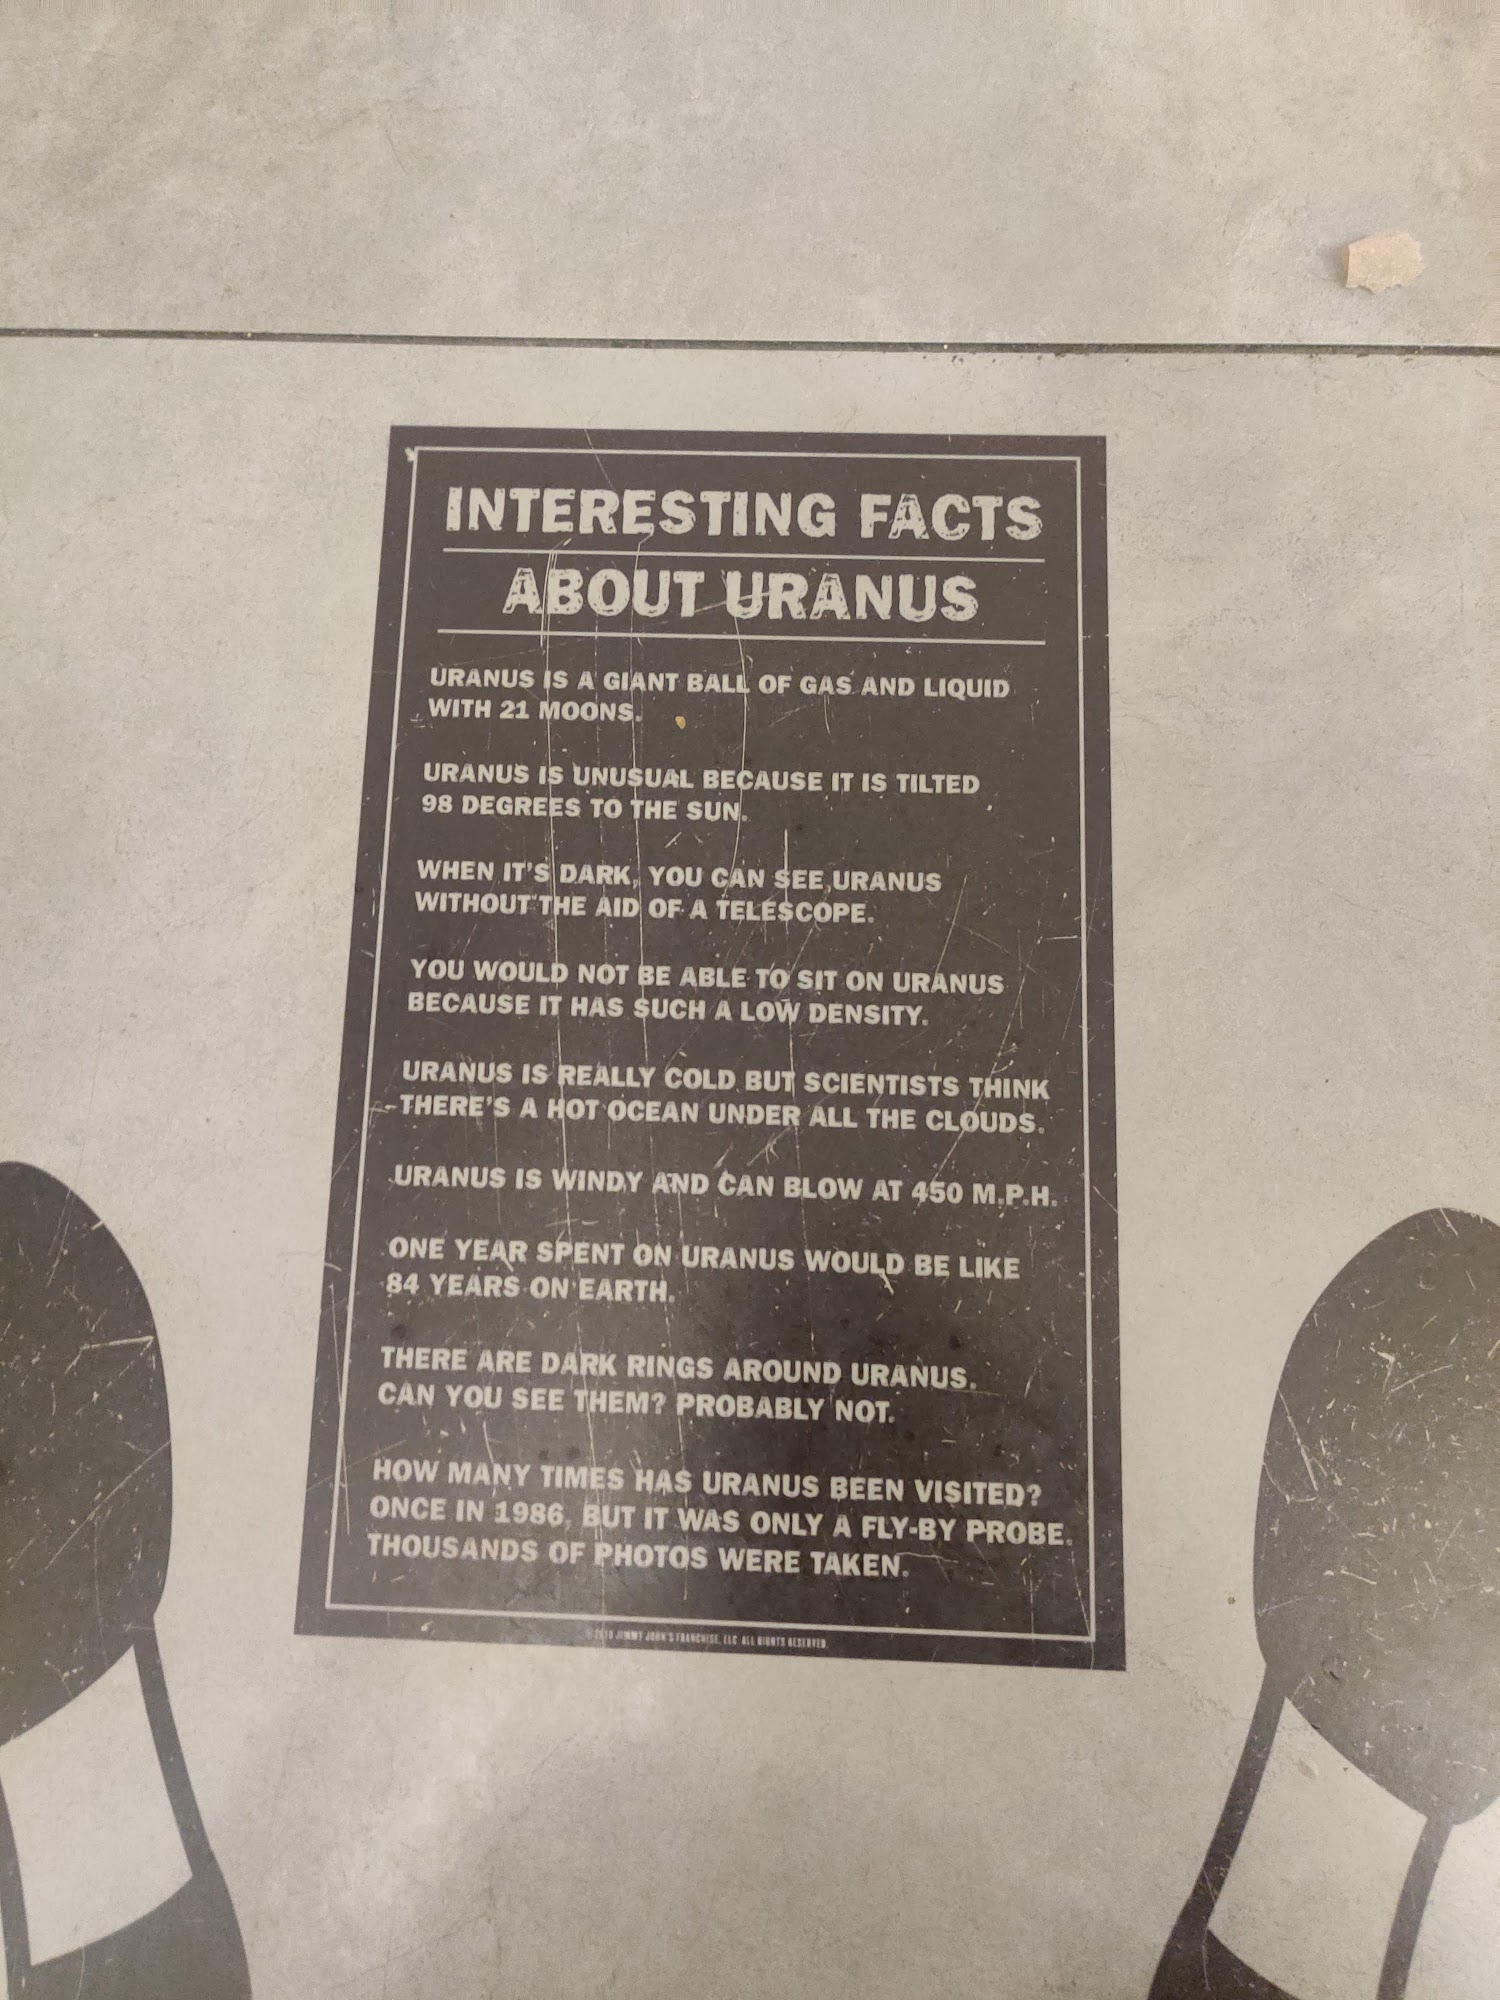 INTERESTING FACTS
ABOUT URANUS
URANUS IS A GIANT BALL OF GAS AND LIQUID
WITH 21 MOONS.
URANUS IS UNUSUAL BECAUSE IT IS TILTED
98 DEGREES TO THE SUN.
WHEN IT'S DARK, YOU CAN SEE URANUS
WITHOUT THE AID OF A TELESCOPE.
YOU WOULD NOT BE ABLE TO SIT ON URANUS
BECAUSE IT HAS SUCH A LOW DENSITY.
URANUS IS REALLY COLD BUT SCIENTISTS THINK
THERE'S A HOT OCEAN UNDER ALL THE CLOUDS.
URANUS IS WINDY AND CAN BLOW AT 450 M.P.H.
ONE YEAR SPENT ON URANUS WOULD BE LIKE
84 YEARS ON EARTH.
THERE ARE DARK RINGS AROUND URANUS.
CAN YOU SEE THEM? PROBABLY NOT.
HOW MANY TIMES HAS URANUS BEEN VISITED?
ONCE IN 1986, BUT IT WAS ONLY A FLY-BY PROBE.
THOUSANDS OF PHOTOS WERE TAKEN.
JIMMY JOHN'S FRANCHISE, LLC ALL RIGHTS RESERVED.